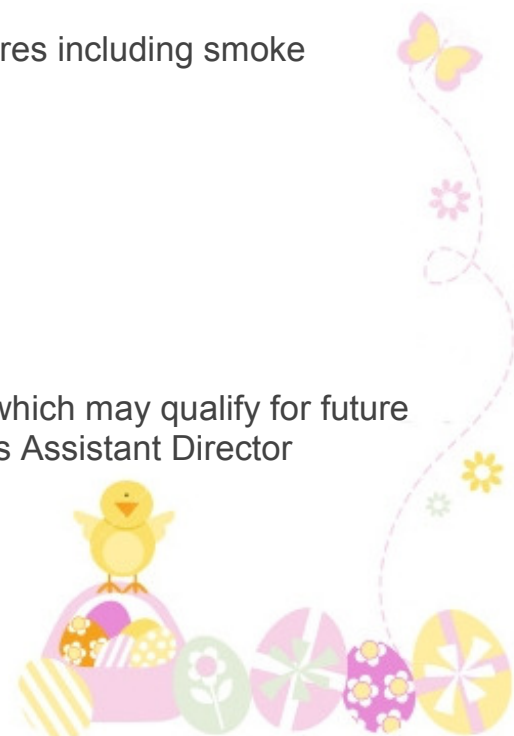 res including smoke
which may qualify for future
s Assistant Director